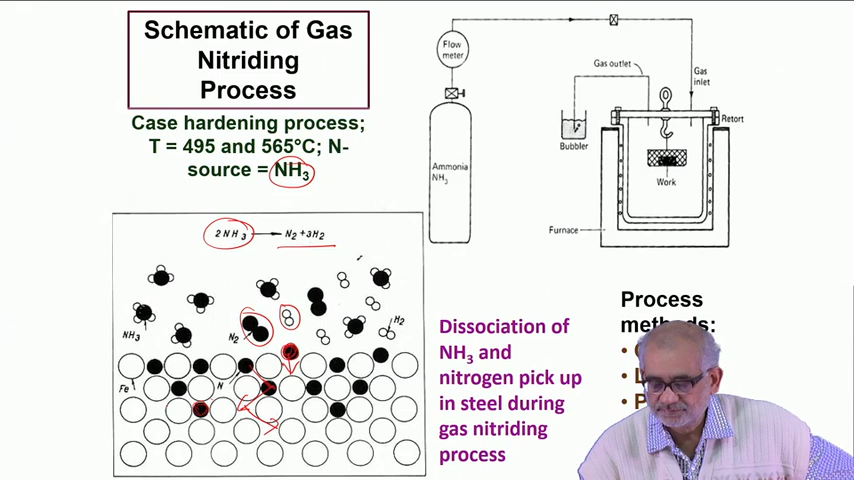 Schematic of Gas
Nitriding
Process
Case hardening process;
T = 495 and 565°C; N-
source = NH3
Flow
meter
Gas outlet
Gas
inlet
Retort
Bubbler
Ammonia
NH3
Work
Furnace
2NH3 → N2 + 3H2
NH3
N2
H2
Fe
N
Dissociation of
NH3 and
nitrogen pick up
in steel during
gas nitriding
process
Process
methods:
•
• L
• P